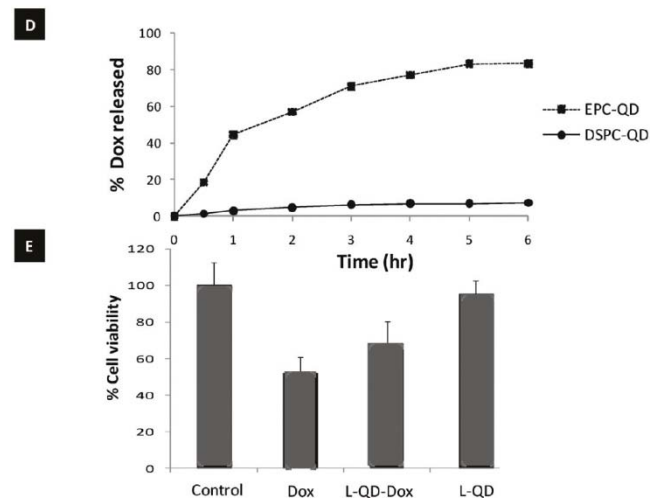 D
100
80
60
40
20
0
% Dox released
0 1 2 3 4 5 6
Time (hr)
EPC-QD
DSPC-QD
E
120
100
80
60
40
20
0
% Cell viability
Control Dox L-QD-Dox L-QD